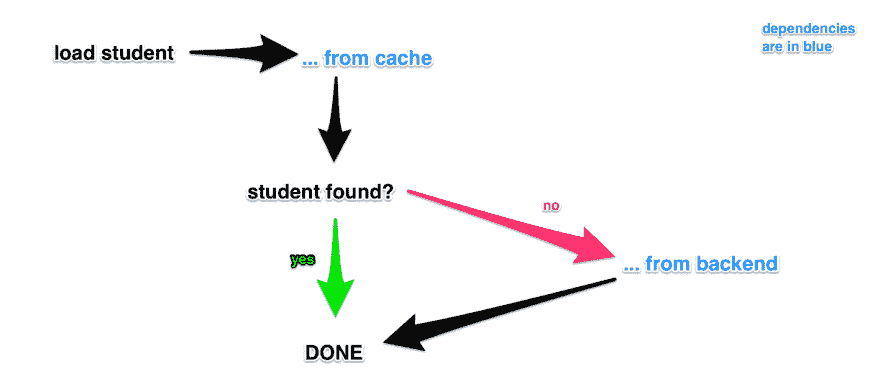 load student
... from cache
dependencies
are in blue
student found?
no
yes
... from backend
DONE